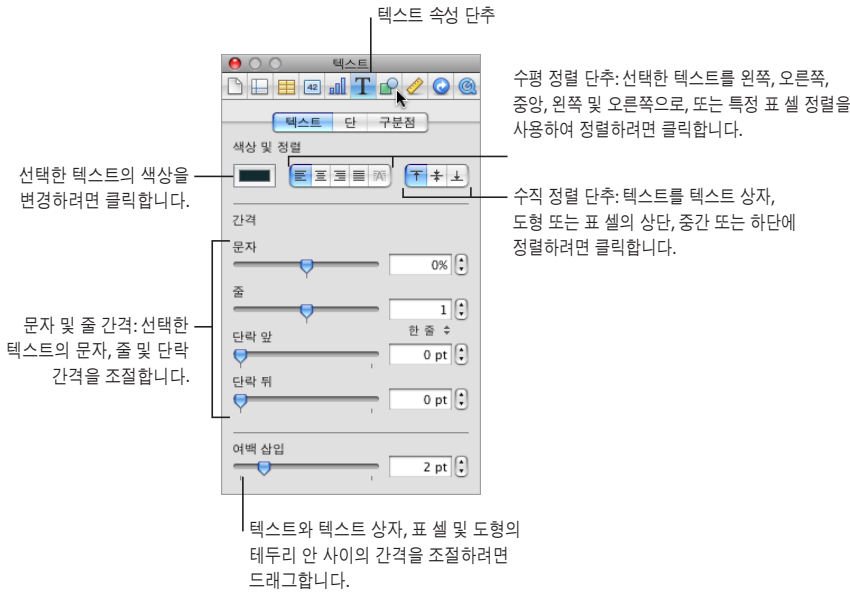 텍스트 속성 단추
텍스트
42
T
텍스트 단 구분점
색상 및 정렬
수평 정렬 단추: 선택한 텍스트를 왼쪽, 오른쪽,
중앙, 왼쪽 및 오른쪽으로, 또는 특정 표 셀 정렬을
사용하여 정렬하려면 클릭합니다.
선택한 텍스트의 색상을
변경하려면 클릭합니다.
수직 정렬 단추: 텍스트를 텍스트 상자,
도형 또는 표 셀의 상단, 중간 또는 하단에
정렬하려면 클릭합니다.
간격
문자
0%
줄
1
한 줄
단락 앞
0 pt
단락 뒤
0 pt
문자 및 줄 간격: 선택한
텍스트의 문자, 줄 및 단락
간격을 조절합니다.
여백 삽입
2 pt
텍스트와 텍스트 상자, 표 셀 및 도형의
테두리 안 사이의 간격을 조절하려면
드래그합니다.